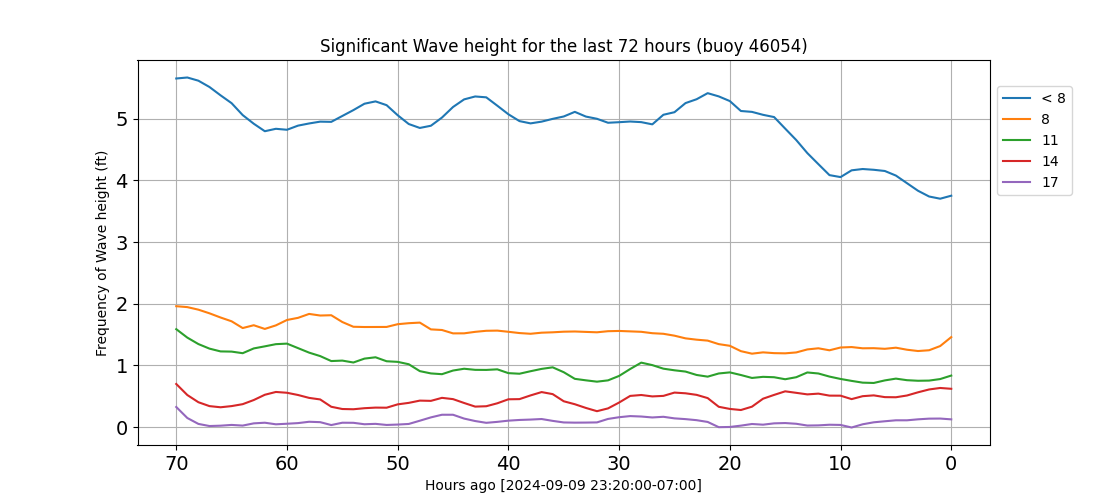 Significant Wave height for the last 72 hours (buoy 46054)
Frequency of Wave height (ft)
5
4
3
2
1
0
70 60 50 40 30 20 10 0
Hours ago [2024-09-09 23:20:00-07:00]
< 8
8
11
14
17